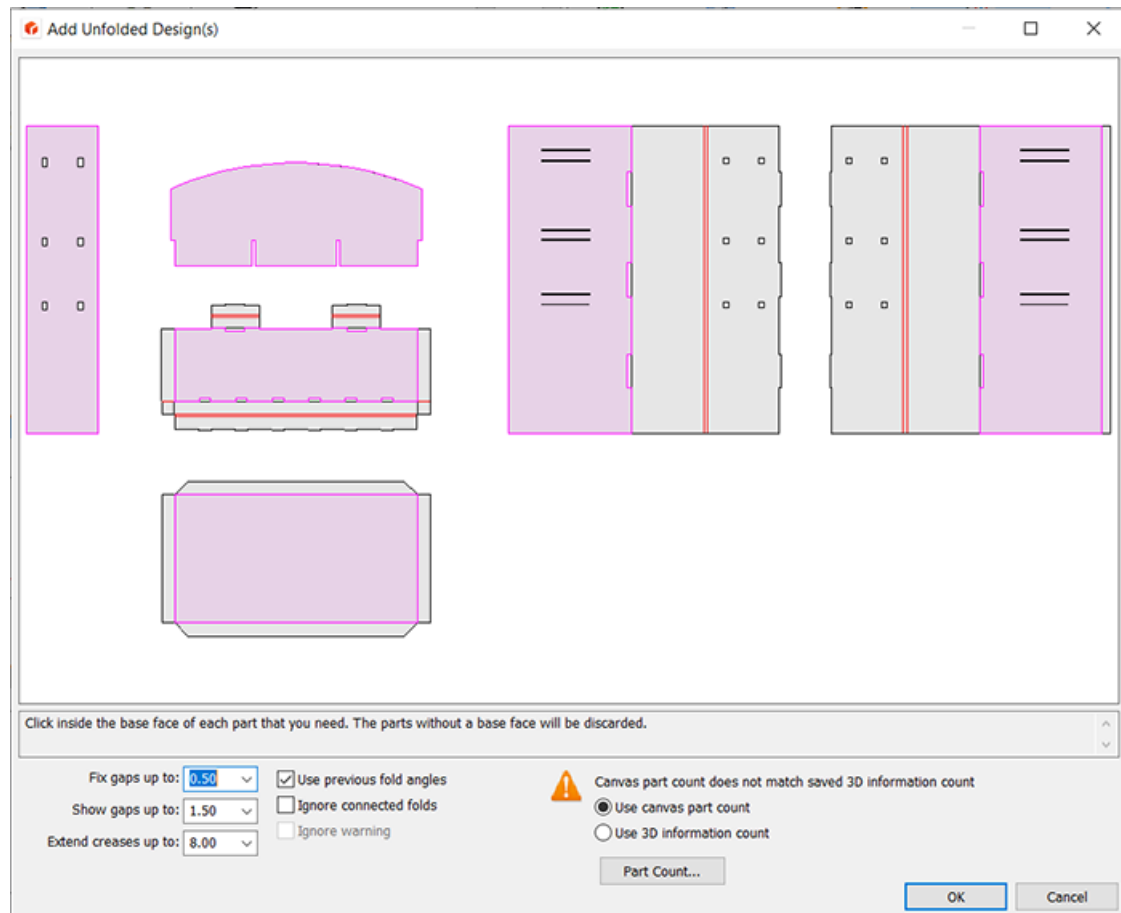 Add Unfolded Design(s)
Click inside the base face of each part that you need. The parts without a base face will be discarded.
Fix gaps up to: 0.50
Show gaps up to: 1.50
Extend creases up to: 8.00
Use previous fold angles
Ignore connected folds
Ignore warning
Canvas part count does not match saved 3D information count
Use canvas part count
Use 3D information count
Part Count...
OK
Cancel